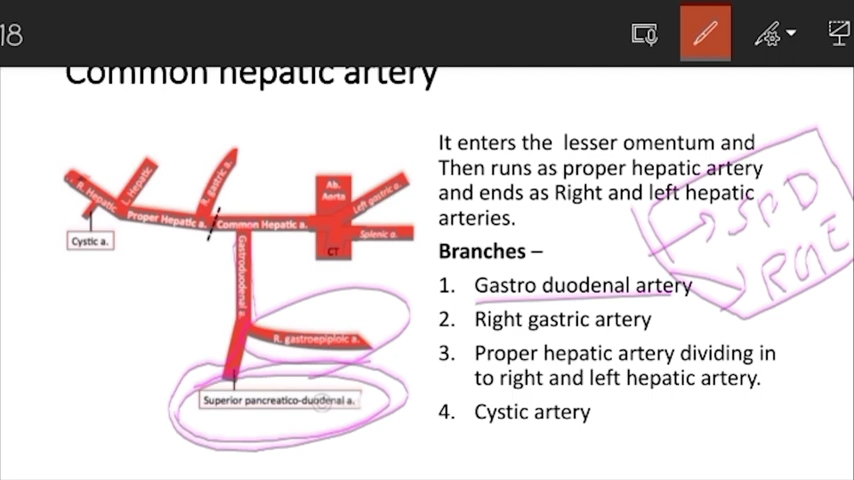 18
Common hepatic artery
It enters the lesser omentum and
Then runs as proper hepatic artery
and ends as Right and left hepatic
arteries.
Branches –
1. Gastro duodenal artery
2. Right gastric artery
3. Proper hepatic artery dividing in
to right and left hepatic artery.
4. Cystic artery
SPD
RGE
R. Hepatic
L. Hepatic
R. gastric a.
Proper Hepatic a.
Common Hepatic a.
Ab.
Aorta
Left gastric a.
Splenic a.
CT
Cystic a.
Gastroduodenal a.
R. gastroepiploic a.
Superior pancreatico-duodenal a.